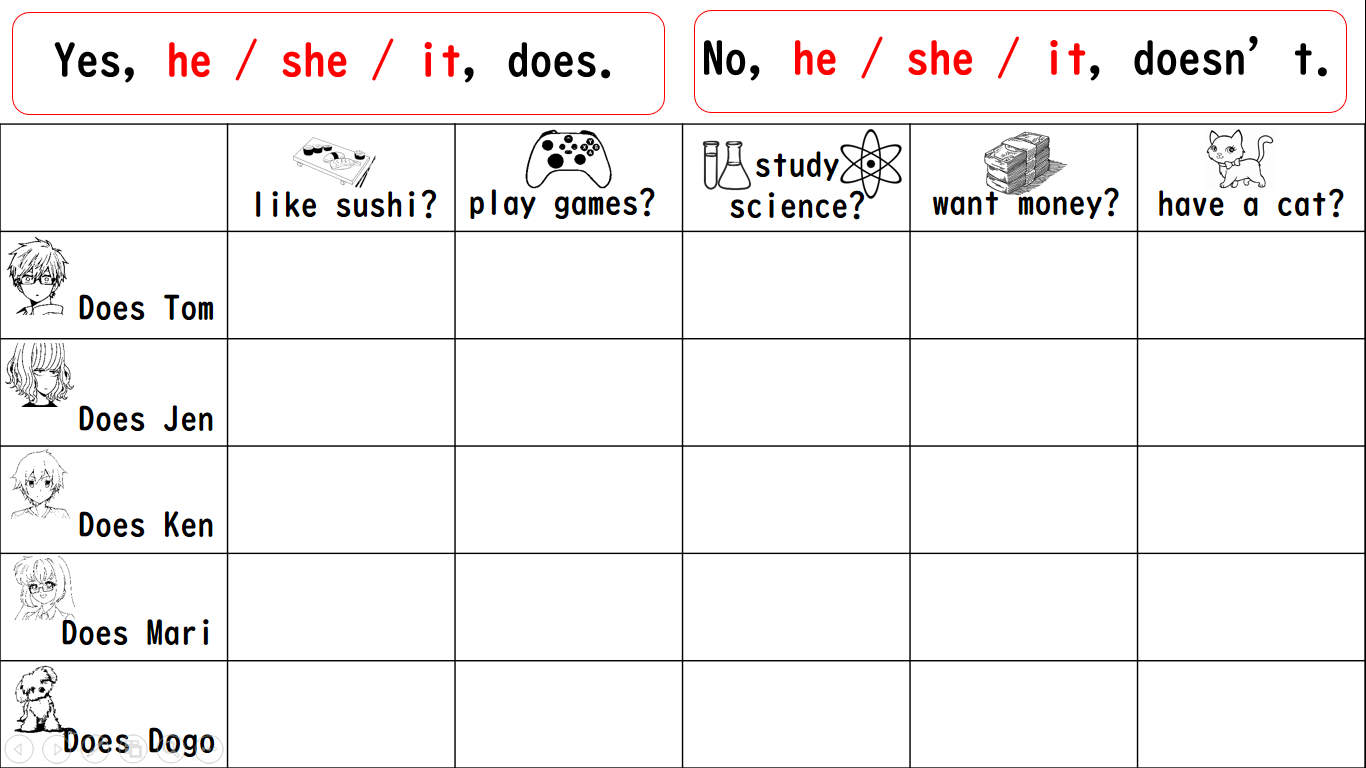 Yes, he / she / it, does.
No, he / she / it, doesn’t.
like sushi?
play games?
study
science?
want money?
have a cat?
Does Tom
Does Jen
Does Ken
Does Mari
Does Dogo